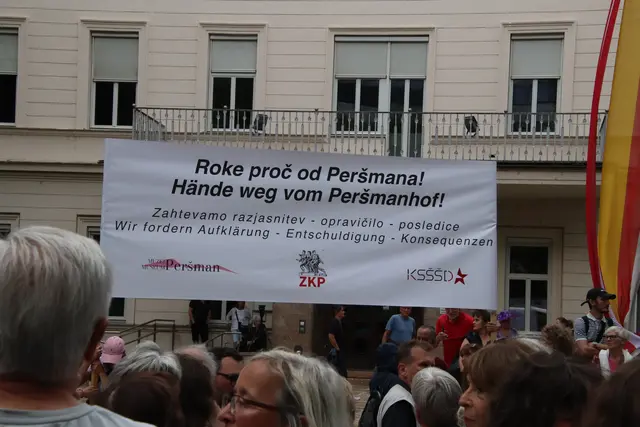 Roke proč od Peršmana!
Hände weg vom Peršmanhof!
Zahtevamo razjasnitev - opravičilo - posledice
Wir fordern Aufklärung - Entschuldigung - Konsequenzen
Peršman
ZKP
KSŠŠD